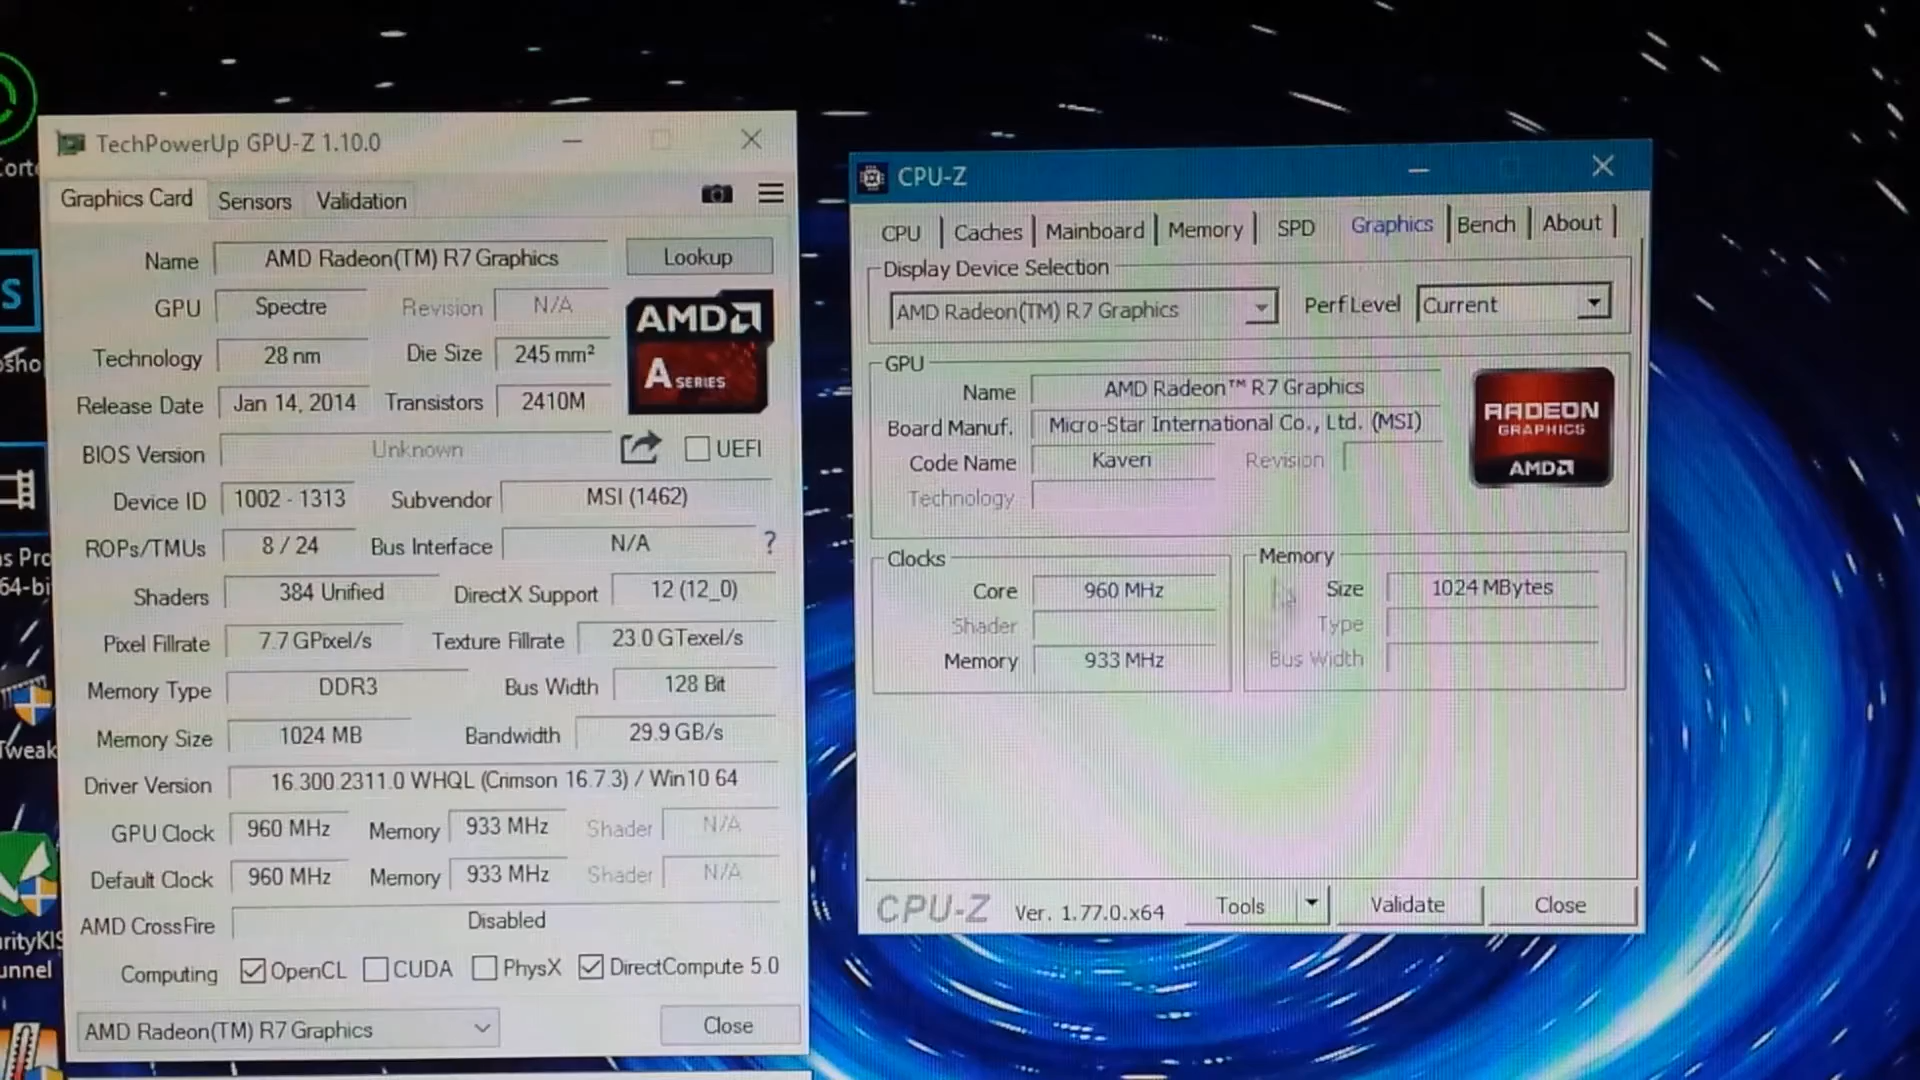 TechPowerUp GPU-Z 1.10.0
Graphics Card Sensors Validation
Name AMD Radeon(TM) R7 Graphics Lookup
GPU Spectre Revision N/A
AMD
A SERIES
Technology 28 nm Die Size 245 mm²
Release Date Jan 14, 2014 Transistors 2410M
BIOS Version Unknown UEFI
Device ID 1002 - 1313 Subvendor MSI (1462)
ROPs/TMUs 8 / 24 Bus Interface N/A ?
Shaders 384 Unified DirectX Support 12 (12_0)
Pixel Fillrate 7.7 GPixel/s Texture Fillrate 23.0 GTexel/s
Memory Type DDR3 Bus Width 128 Bit
Memory Size 1024 MB Bandwidth 29.9 GB/s
Driver Version 16.300.2311.0 WHQL (Crimson 16.7.3) / Win10 64
GPU Clock 960 MHz Memory 933 MHz Shader N/A
Default Clock 960 MHz Memory 933 MHz Shader N/A
AMD CrossFire Disabled
Computing OpenCL CUDA PhysX DirectCompute 5.0
AMD Radeon(TM) R7 Graphics Close
CPU-Z
CPU Caches Mainboard Memory SPD Graphics Bench About
Display Device Selection
AMD Radeon(TM) R7 Graphics Perf Level Current
GPU
Name AMD Radeon™ R7 Graphics
Board Manuf. Micro-Star International Co., Ltd. (MSI)
Code Name Kaveri Revision
Technology
RADEON
GRAPHICS
AMD
Clocks
Core 960 MHz
Shader
Memory 933 MHz
Memory
Size 1024 MBytes
Type
Bus Width
CPU-Z Ver. 1.77.0.x64 Tools Validate Close
Cort
S
osho
s Pro
64-bi
Tweak
urityKIS
unnel